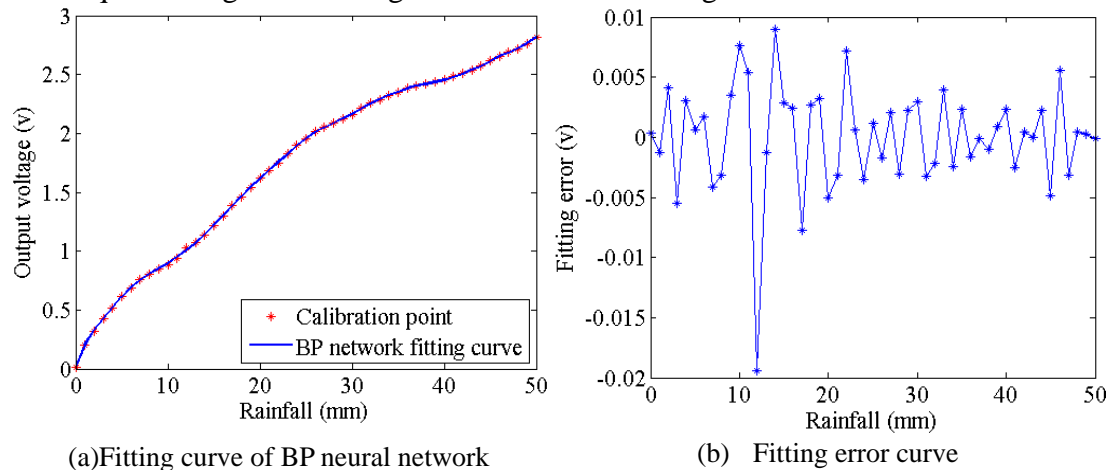 3
2.5
2
1.5
1
0.5
0
0 10 20 30 40 50
Output voltage (v)
Rainfall (mm)
Calibration point
BP network fitting curve
(a)Fitting curve of BP neural network
0.01
0.005
0
-0.005
-0.01
-0.015
-0.02
0 10 20 30 40 50
Fitting error (v)
Rainfall (mm)
(b) Fitting error curve